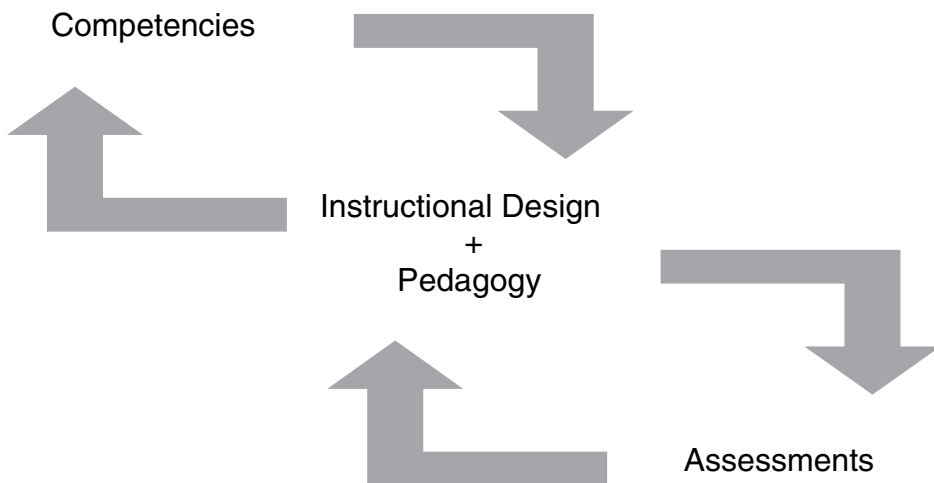 Competencies
Instructional Design
+
Pedagogy
Assessments